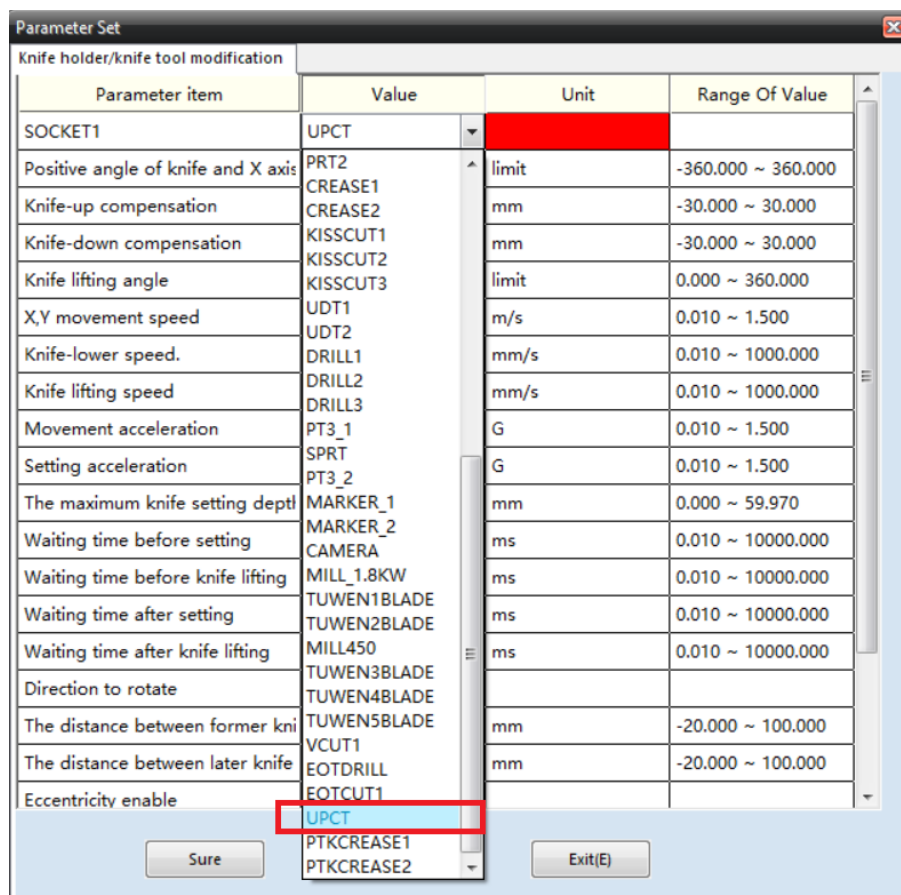 Parameter Set
Knife holder/knife tool modification
Parameter item Value Unit Range Of Value
SOCKET1 UPCT
Positive angle of knife and X axis limit -360.000 ~ 360.000
Knife-up compensation mm -30.000 ~ 30.000
Knife-down compensation mm -30.000 ~ 30.000
Knife lifting angle limit 0.000 ~ 360.000
X,Y movement speed m/s 0.010 ~ 1.500
Knife-lower speed. mm/s 0.010 ~ 1000.000
Knife lifting speed mm/s 0.010 ~ 1000.000
Movement acceleration G 0.010 ~ 1.500
Setting acceleration G 0.010 ~ 1.500
The maximum knife setting depth mm 0.000 ~ 59.970
Waiting time before setting ms 0.010 ~ 10000.000
Waiting time before knife lifting ms 0.010 ~ 10000.000
Waiting time after setting ms 0.010 ~ 10000.000
Waiting time after knife lifting ms 0.010 ~ 10000.000
Direction to rotate
The distance between former kni mm -20.000 ~ 100.000
The distance between later knife mm -20.000 ~ 100.000
Eccentricity enable
PRT2
CREASE1
CREASE2
KISSCUT1
KISSCUT2
KISSCUT3
UDT1
UDT2
DRILL1
DRILL2
DRILL3
PT3_1
SPRT
PT3_2
MARKER_1
MARKER_2
CAMERA
MILL_1.8KW
TUWEN1BLADE
TUWEN2BLADE
MILL450
TUWEN3BLADE
TUWEN4BLADE
TUWEN5BLADE
VCUT1
EOTDRILL
EOTCUT1
UPCT
PTKCREASE1
PTKCREASE2
Sure Exit(E)